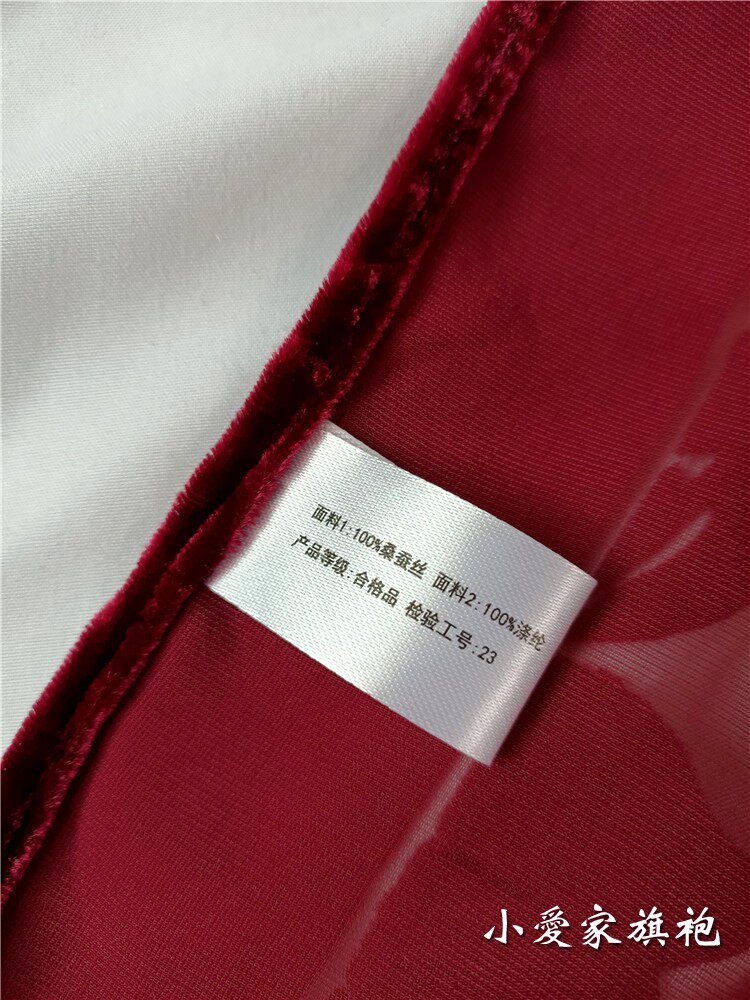 面料1:100%桑蚕丝 面料2:100%涤纶
产品等级:合格品 检验工号:23
小愛家旗袍